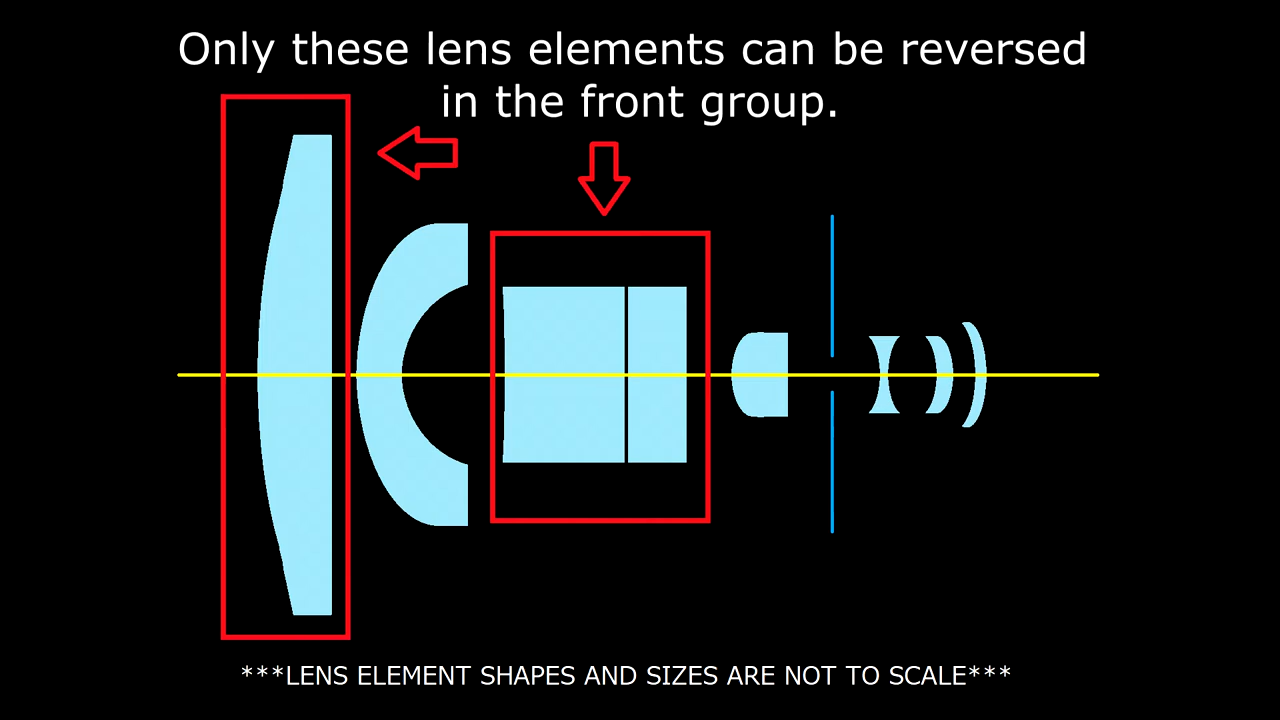 Only these lens elements can be reversed
in the front group.
***LENS ELEMENT SHAPES AND SIZES ARE NOT TO SCALE***